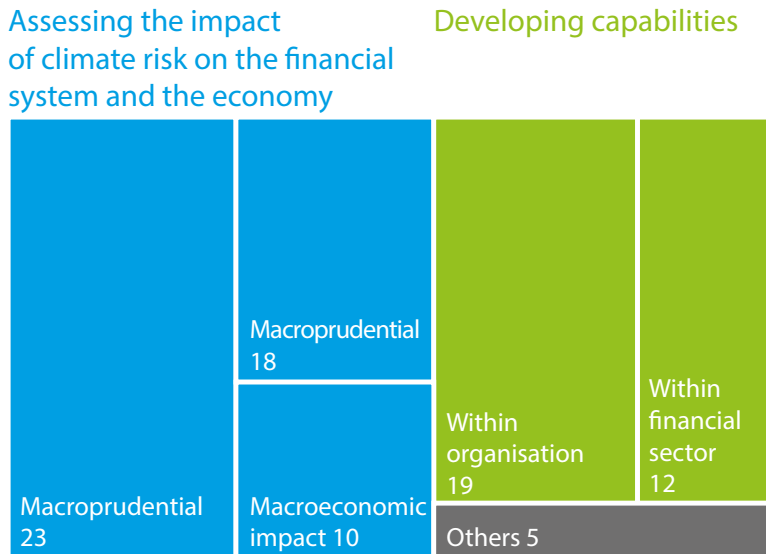 Assessing the impact
of climate risk on the financial
system and the economy
Developing capabilities
Macroprudential
23
Macroprudential
18
Macroeconomic
impact 10
Within
organisation
19
Within
financial
sector
12
Others 5